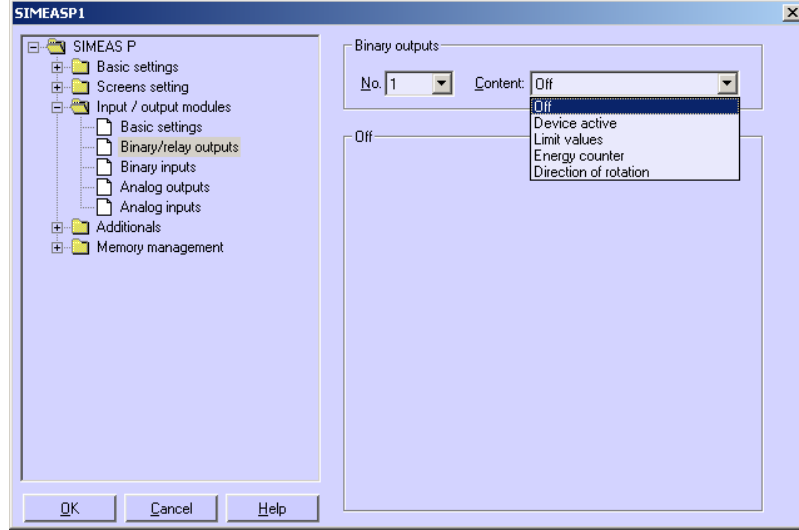 SIMEASP1
SIMEAS P
Basic settings
Screens setting
Input / output modules
Basic settings
Binary/relay outputs
Binary inputs
Analog outputs
Analog inputs
Additionals
Memory management
Binary outputs
No. 1 Content: Off
Off
Device active
Limit values
Energy counter
Direction of rotation
Off
OK Cancel Help